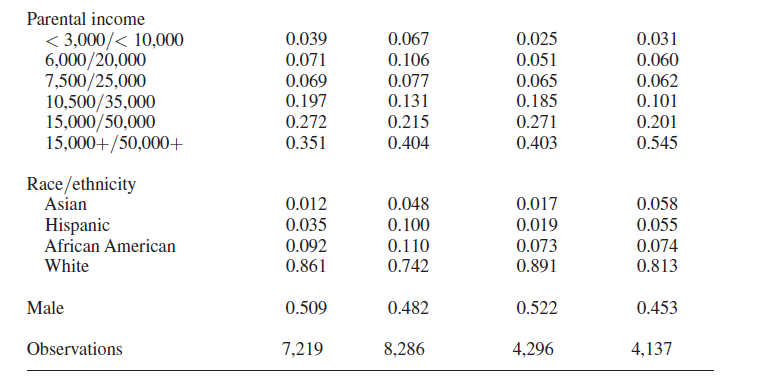 Parental income
< 3,000/< 10,000 0.039 0.067 0.025 0.031
6,000/20,000 0.071 0.106 0.051 0.060
7,500/25,000 0.069 0.077 0.065 0.062
10,500/35,000 0.197 0.131 0.185 0.101
15,000/50,000 0.272 0.215 0.271 0.201
15,000+/50,000+ 0.351 0.404 0.403 0.545
Race/ethnicity
Asian 0.012 0.048 0.017 0.058
Hispanic 0.035 0.100 0.019 0.055
African American 0.092 0.110 0.073 0.074
White 0.861 0.742 0.891 0.813
Male 0.509 0.482 0.522 0.453
Observations 7,219 8,286 4,296 4,137